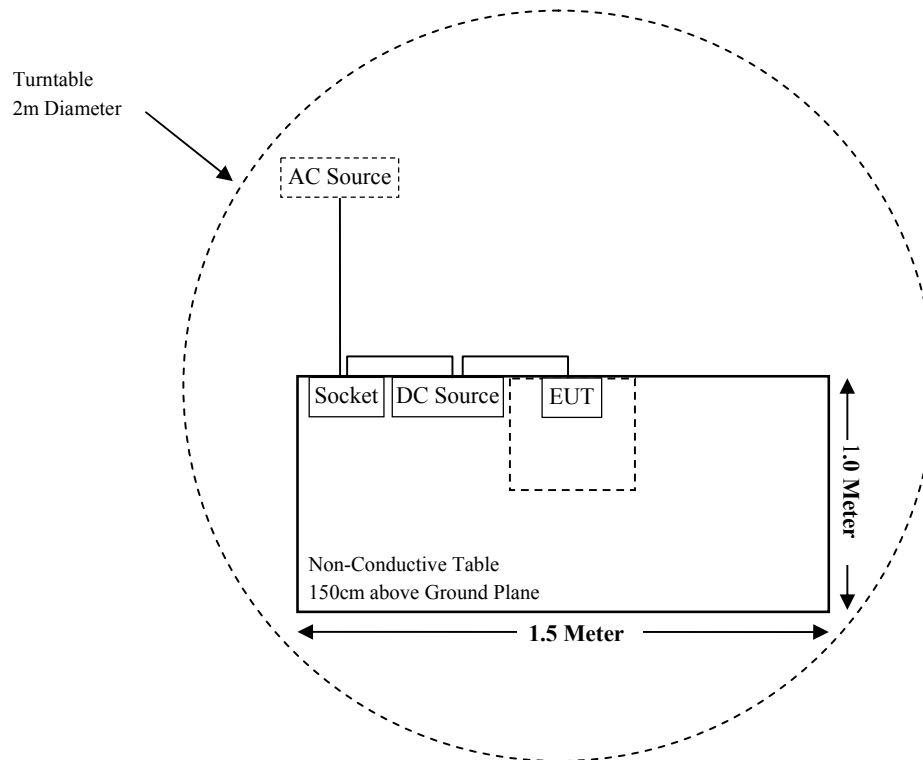 Turntable
2m Diameter
AC Source
Socket
DC Source
EUT
1.0 Meter
Non-Conductive Table
150cm above Ground Plane
1.5 Meter